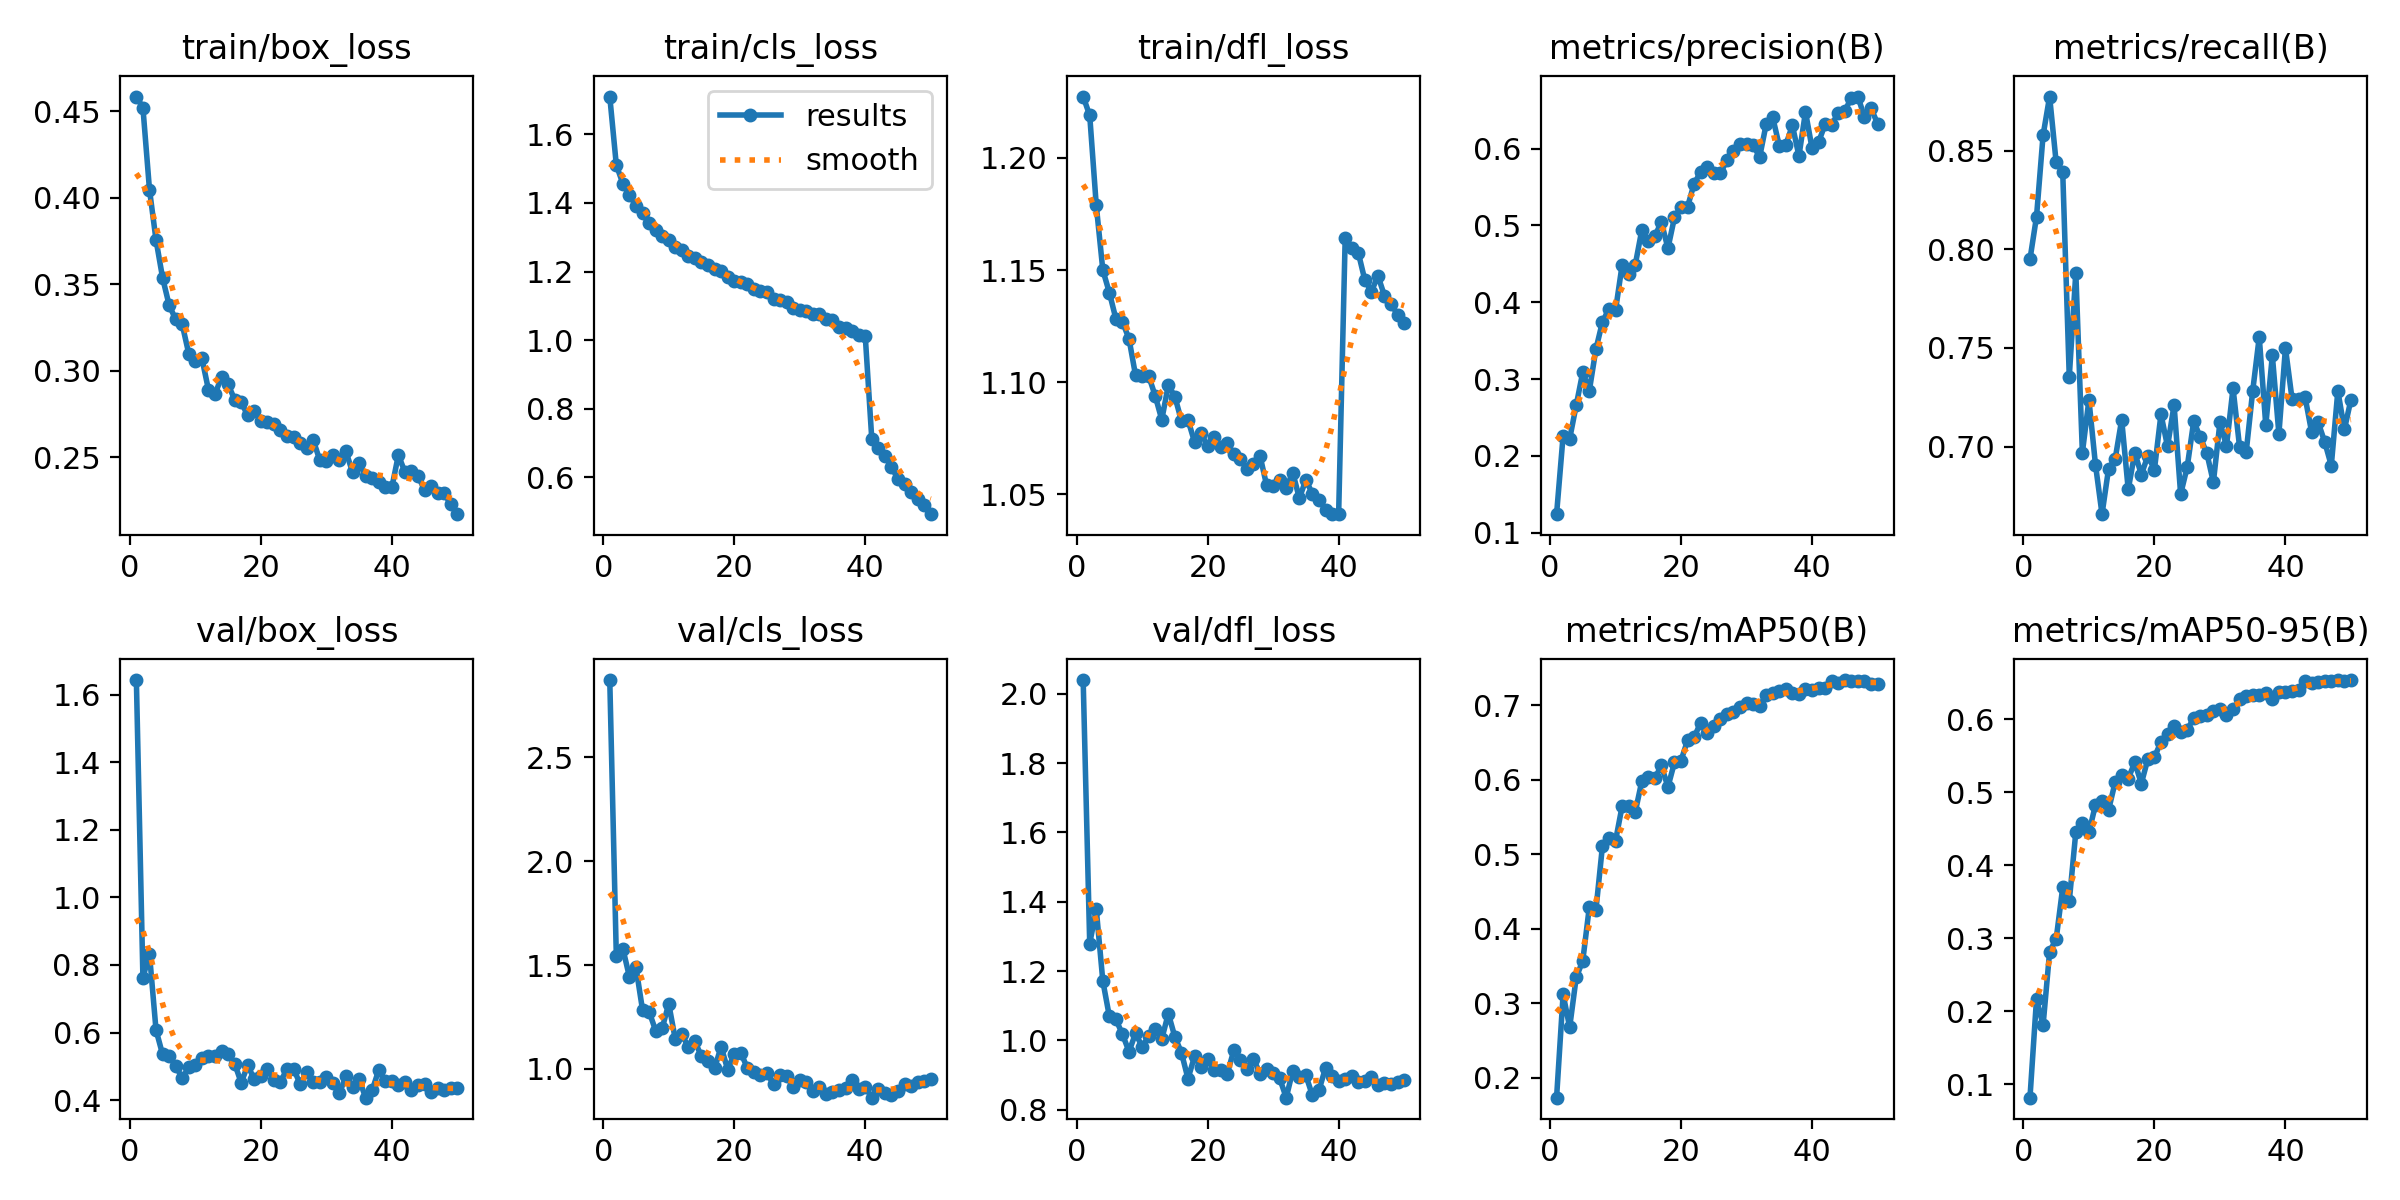 train/box_loss
train/cls_loss
train/dfl_loss
metrics/precision(B)
metrics/recall(B)
results
smooth
0.45
0.40
0.35
0.30
0.25
0 20 40
1.6
1.4
1.2
1.0
0.8
0.6
0 20 40
1.20
1.15
1.10
1.05
0 20 40
0.6
0.5
0.4
0.3
0.2
0.1
0 20 40
0.85
0.80
0.75
0.70
0 20 40
val/box_loss
val/cls_loss
val/dfl_loss
metrics/mAP50(B)
metrics/mAP50-95(B)
1.6
1.4
1.2
1.0
0.8
0.6
0.4
0 20 40
2.5
2.0
1.5
1.0
0 20 40
2.0
1.8
1.6
1.4
1.2
1.0
0.8
0 20 40
0.7
0.6
0.5
0.4
0.3
0.2
0 20 40
0.6
0.5
0.4
0.3
0.2
0.1
0 20 40